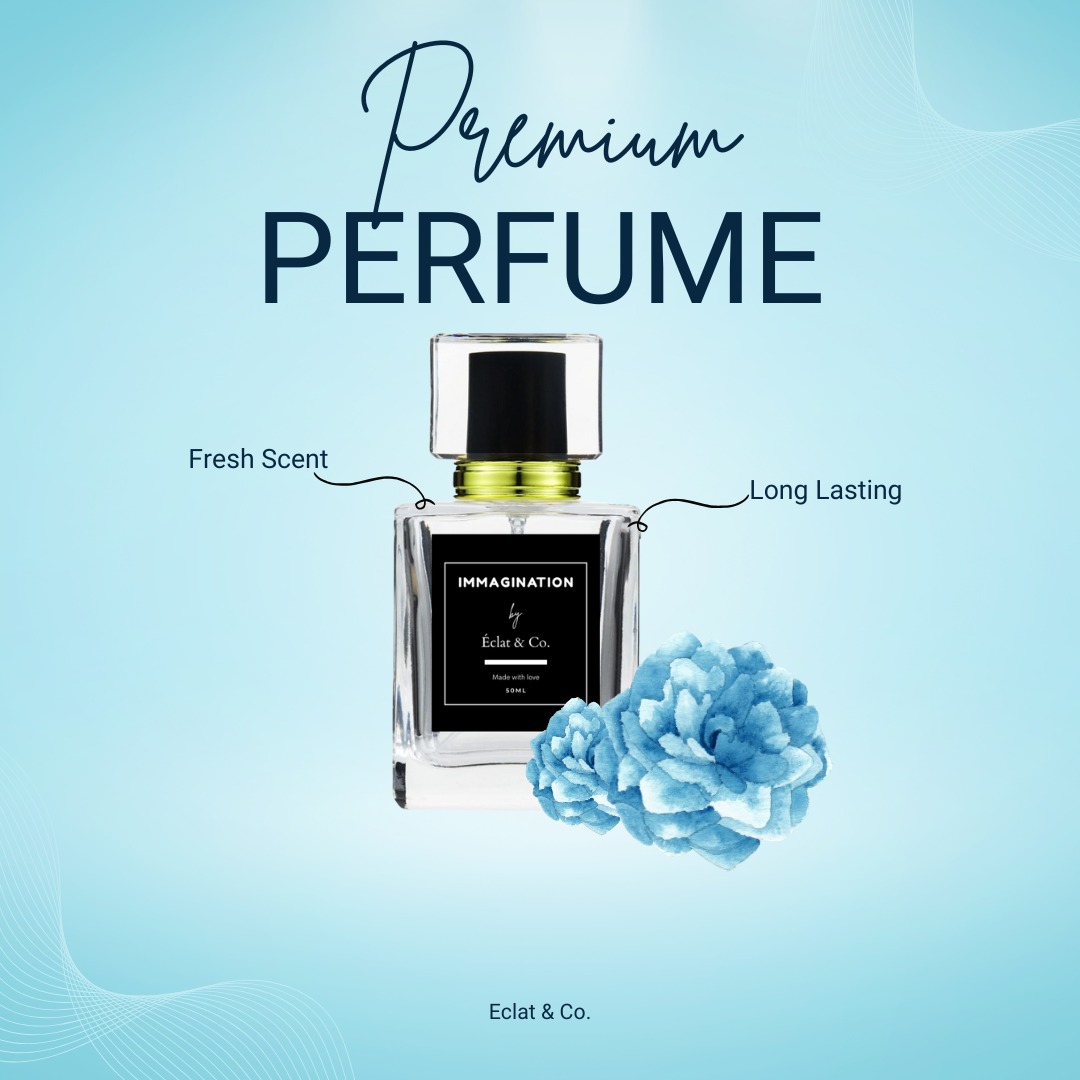 Premium
PERFUME
Fresh Scent
Long Lasting
IMMAGINATION
by
Éclat & Co.
Made with love
50ML
Eclat & Co.